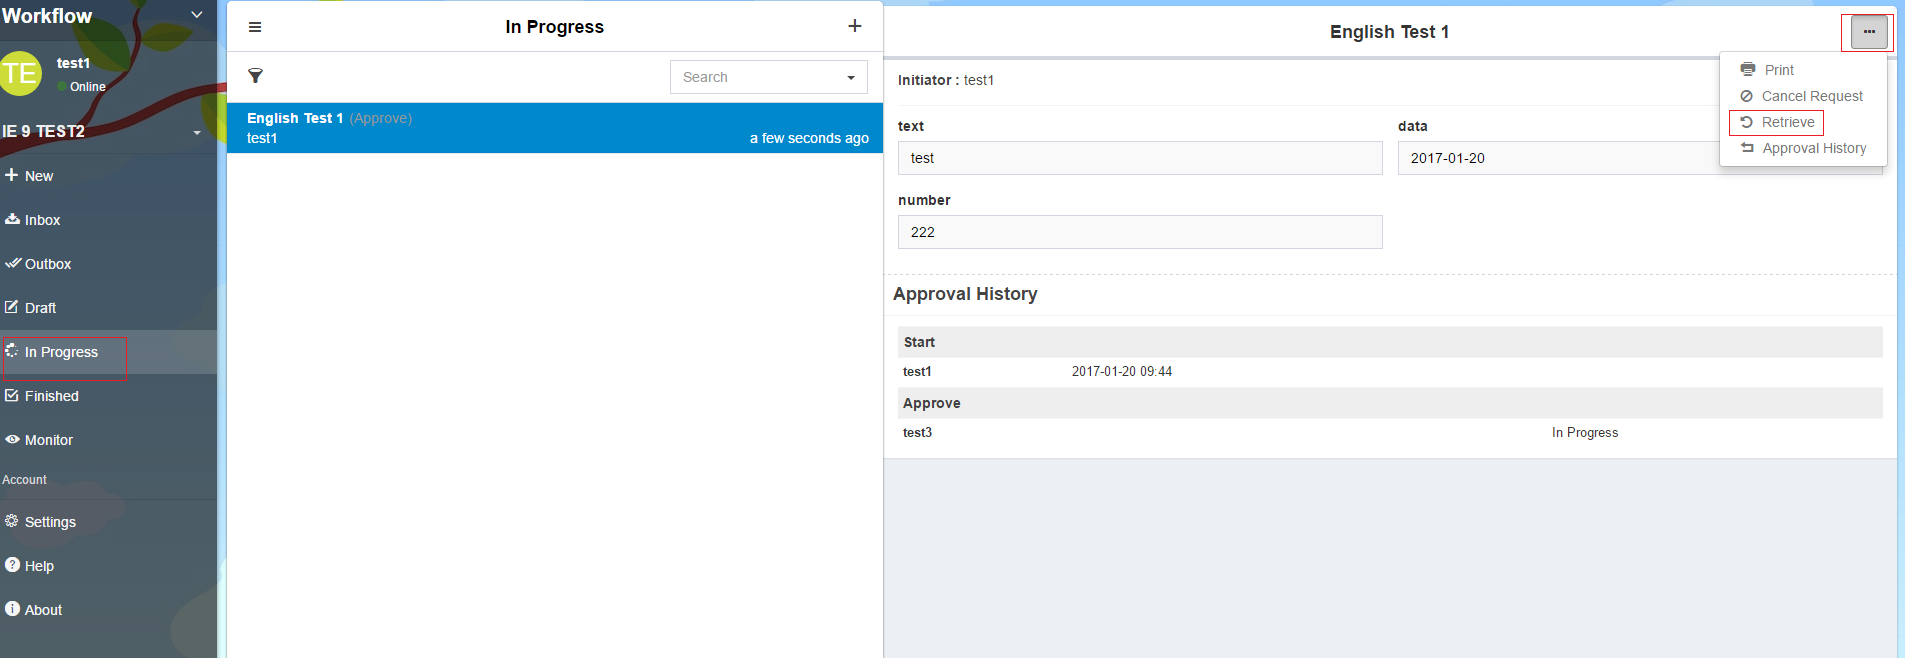 Workflow
TE
test1
Online
IE 9 TEST2
New
Inbox
Outbox
Draft
In Progress
Finished
Monitor
Account
Settings
Help
About
In Progress
Search
English Test 1 (Approve)
test1 a few seconds ago
English Test 1
Print
Cancel Request
Retrieve
Approval History
Initiator : test1
text data
test 2017-01-20
number
222
Approval History
Start
test1 2017-01-20 09:44
Approve
test3 In Progress